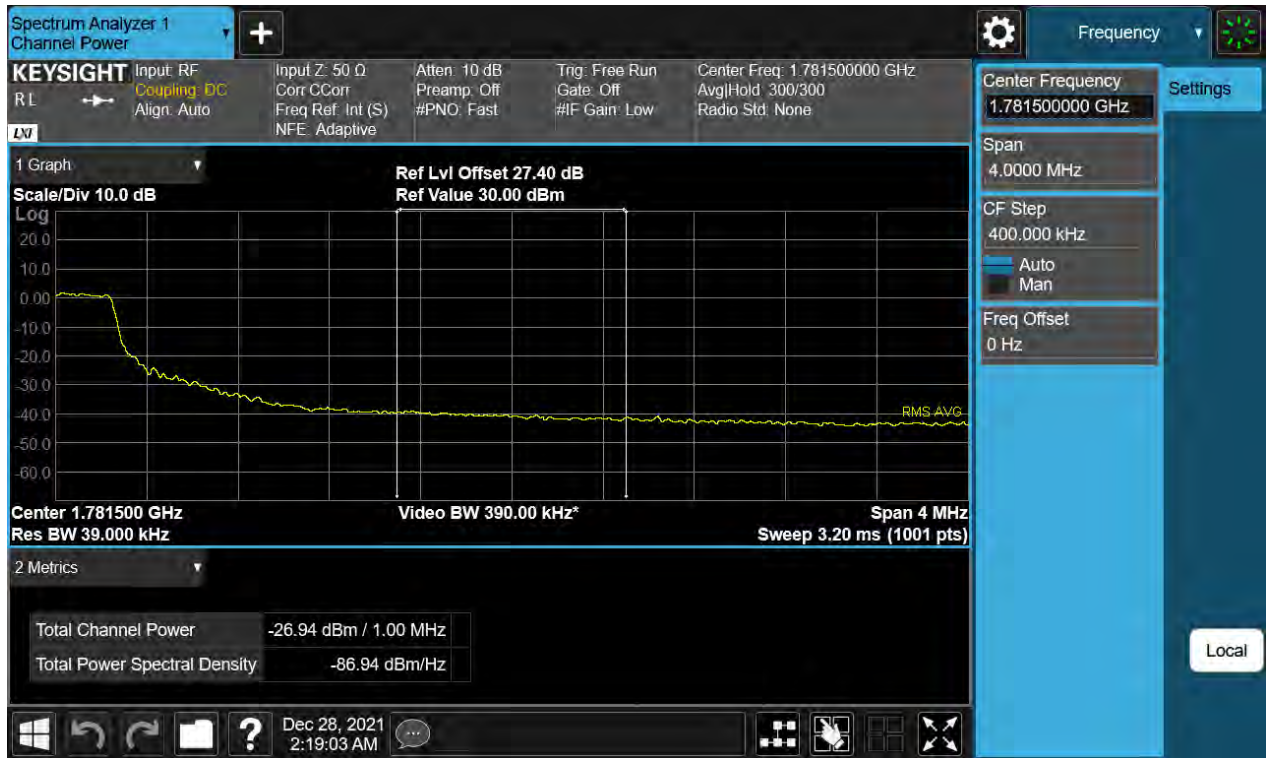 Spectrum Analyzer 1
Channel Power
Frequency
KEYSIGHT
RL
LXI
Input: RF
Coupling: DC
Align: Auto
Input Z: 50 Ω
Corr CCorr
Freq Ref: Int (S)
NFE: Adaptive
Atten: 10 dB
Preamp: Off
#PNO: Fast
Trig: Free Run
Gate: Off
#IF Gain: Low
Center Freq: 1.781500000 GHz
Avg|Hold: 300/300
Radio Std: None
Center Frequency
1.781500000 GHz
Settings
Span
4.0000 MHz
CF Step
400.000 kHz
Auto
Man
Freq Offset
0 Hz
1 Graph
Scale/Div 10.0 dB
Ref Lvl Offset 27.40 dB
Ref Value 30.00 dBm
Log
20.0
10.0
0.00
-10.0
-20.0
-30.0
-40.0
-50.0
-60.0
RMS AVG
Center 1.781500 GHz
Res BW 39.000 kHz
Video BW 390.00 kHz*
Span 4 MHz
Sweep 3.20 ms (1001 pts)
2 Metrics
Total Channel Power -26.94 dBm / 1.00 MHz
Total Power Spectral Density -86.94 dBm/Hz
Local
Dec 28, 2021
2:19:03 AM